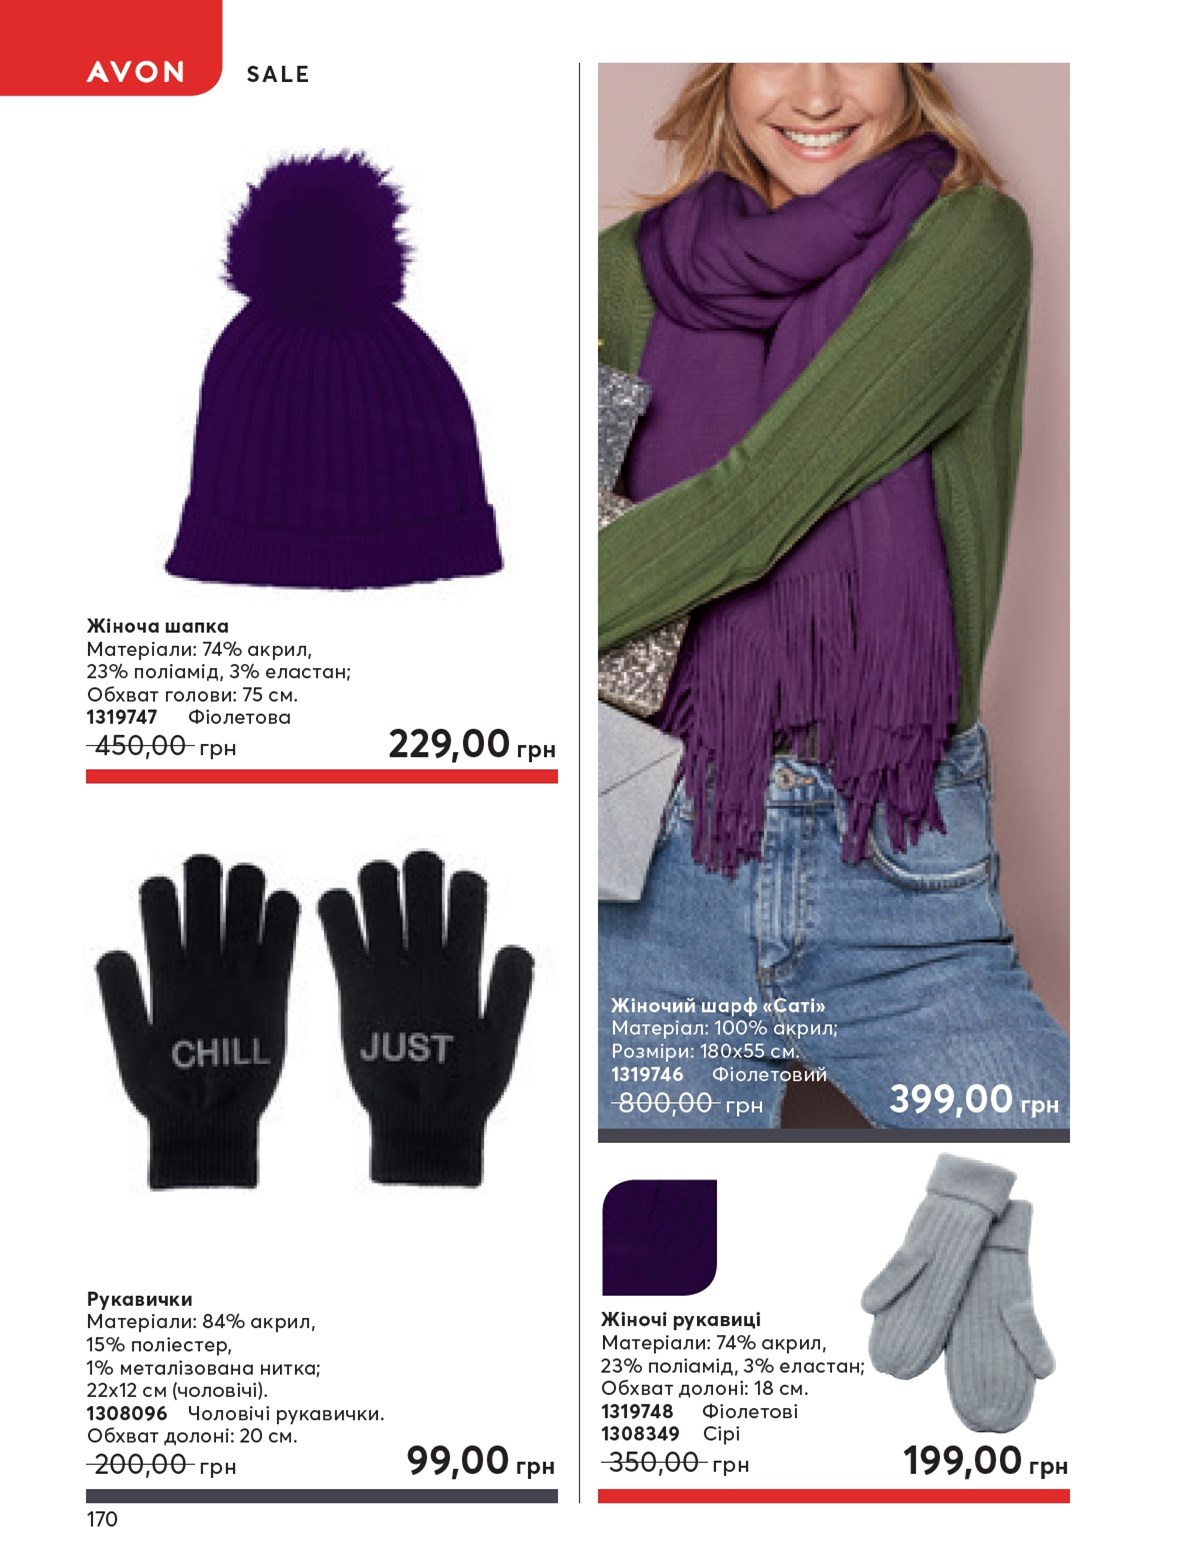 AVON SALE
Жіноча шапка
Матеріали: 74% акрил,
23% поліамід, 3% еластан;
Обхват голови: 75 см.
1319747 Фіолетова
450,00 грн 229,00 грн
CHILL JUST
Рукавички
Матеріали: 84% акрил,
15% поліестер,
1% металізована нитка;
22х12 см (чоловічі).
1308096 Чоловічі рукавички.
Обхват долоні: 20 см.
200,00 грн 99,00 грн
Жіночий шарф «Саті»
Матеріал: 100% акрил;
Розміри: 180х55 см.
1319746 Фіолетовий
800,00 грн 399,00 грн
Жіночі рукавиці
Матеріали: 74% акрил,
23% поліамід, 3% еластан;
Обхват долоні: 18 см.
1319748 Фіолетові
1308349 Сірі
350,00 грн 199,00 грн
170